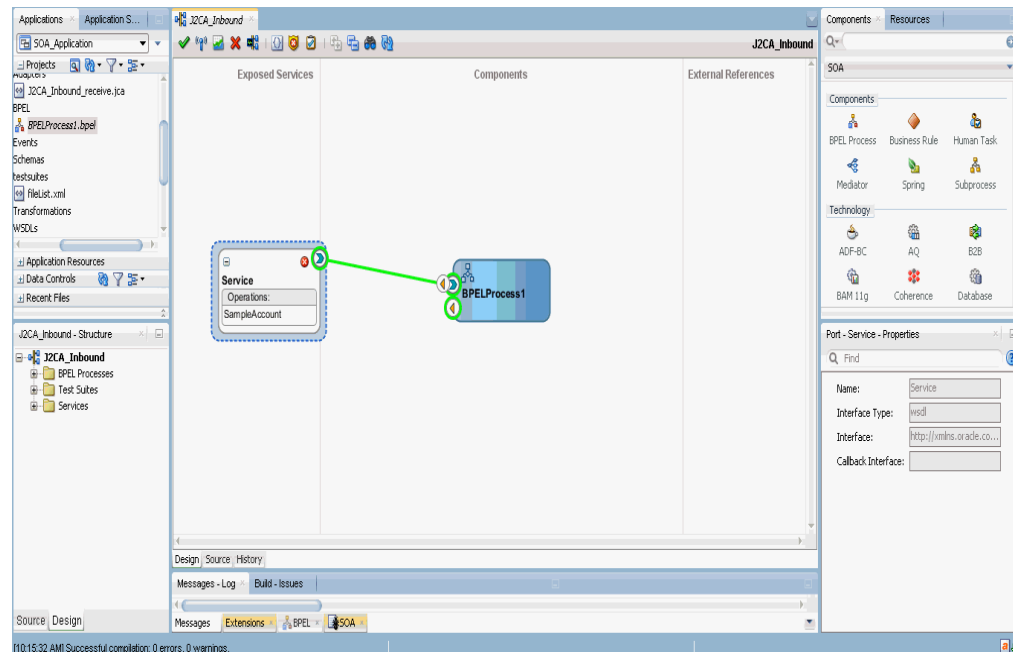 Applications
Application S...
SOA_Application
Projects
Adapters
J2CA_Inbound_receive.jca
BPEL
BPELProcess1.bpel
Events
Schemas
testsuites
fileList.xml
Transformations
WSDLs
Application Resources
Data Controls
Recent Files
J2CA_Inbound - Structure
J2CA_Inbound
BPEL Processes
Test Suites
Services
Source Design
J2CA_Inbound
J2CA_Inbound
Exposed Services
Components
External References
Service
Operations:
SampleAccount
BPELProcess1
Design Source History
Messages - Log
Build - Issues
Messages
Extensions
BPEL
SOA
Components
Resources
SOA
Components
BPEL Process
Business Rule
Human Task
Mediator
Spring
Subprocess
Technology
ADF-BC
AQ
B2B
BAM 11g
Coherence
Database
Port - Service - Properties
Find
Name: Service
Interface Type: wsdl
Interface: http://xmlns.oracle.co...
Callback Interface:
[10:15:32 AM] Successful compilation: 0 errors, 0 warnings.